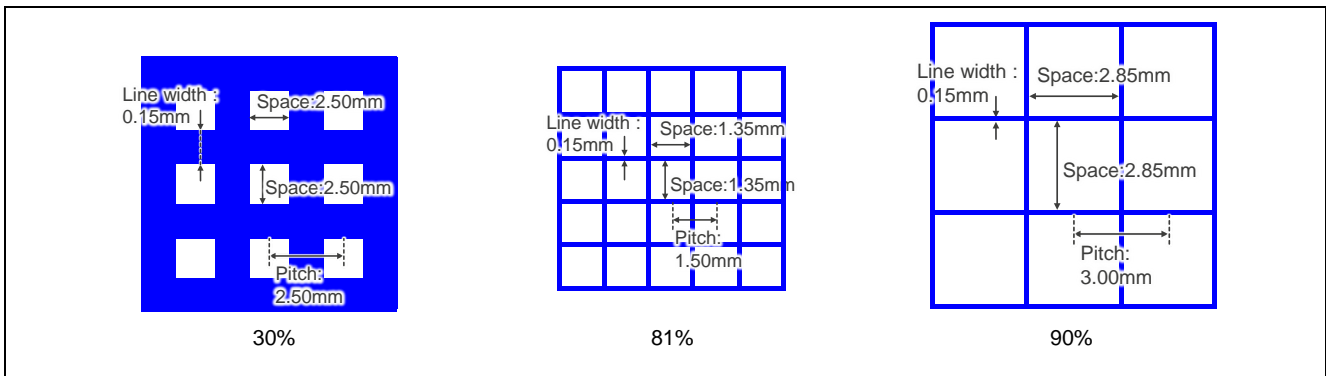 Line width :
0.15mm
Space:2.50mm
Space:2.50mm
Pitch:
2.50mm
30%
Line width :
0.15mm
Space:1.35mm
Space:1.35mm
Pitch:
1.50mm
81%
Line width :
0.15mm
Space:2.85mm
Space:2.85mm
Pitch:
3.00mm
90%